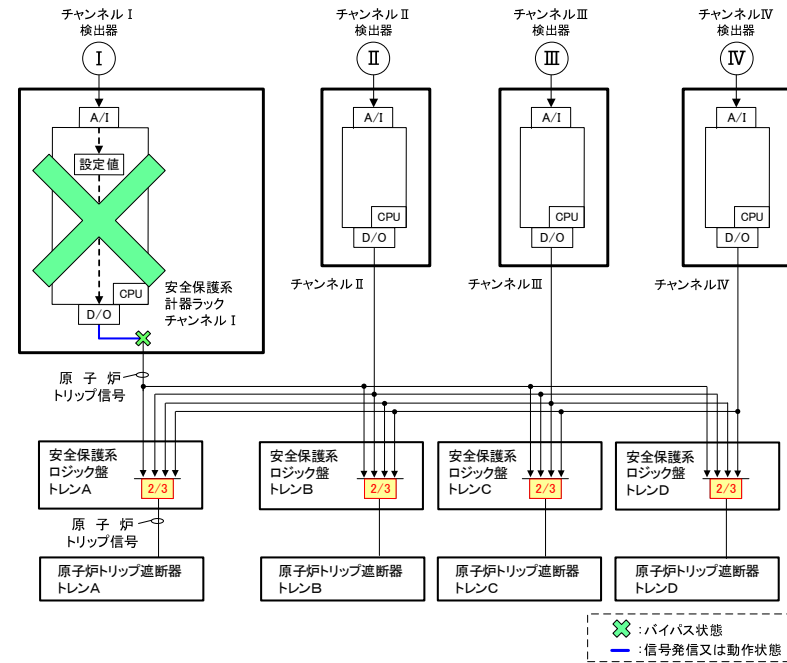 チャンネルⅠ
検出器
チャンネルⅡ
検出器
チャンネルⅢ
検出器
チャンネルⅣ
検出器
Ⅰ
Ⅱ
Ⅲ
Ⅳ
A/I
A/I
A/I
A/I
設定値
CPU
D/O
CPU
D/O
CPU
D/O
CPU
D/O
安全保護系
計器ラック
チャンネルⅠ
チャンネルⅡ
チャンネルⅢ
チャンネルⅣ
原子炉
トリップ信号
安全保護系
ロジック盤
トレンA
2/3
安全保護系
ロジック盤
トレンB
2/3
安全保護系
ロジック盤
トレンC
2/3
安全保護系
ロジック盤
トレンD
2/3
原子炉
トリップ信号
原子炉トリップ遮断器
トレンA
原子炉トリップ遮断器
トレンB
原子炉トリップ遮断器
トレンC
原子炉トリップ遮断器
トレンD
:バイパス状態
:信号発信又は動作状態